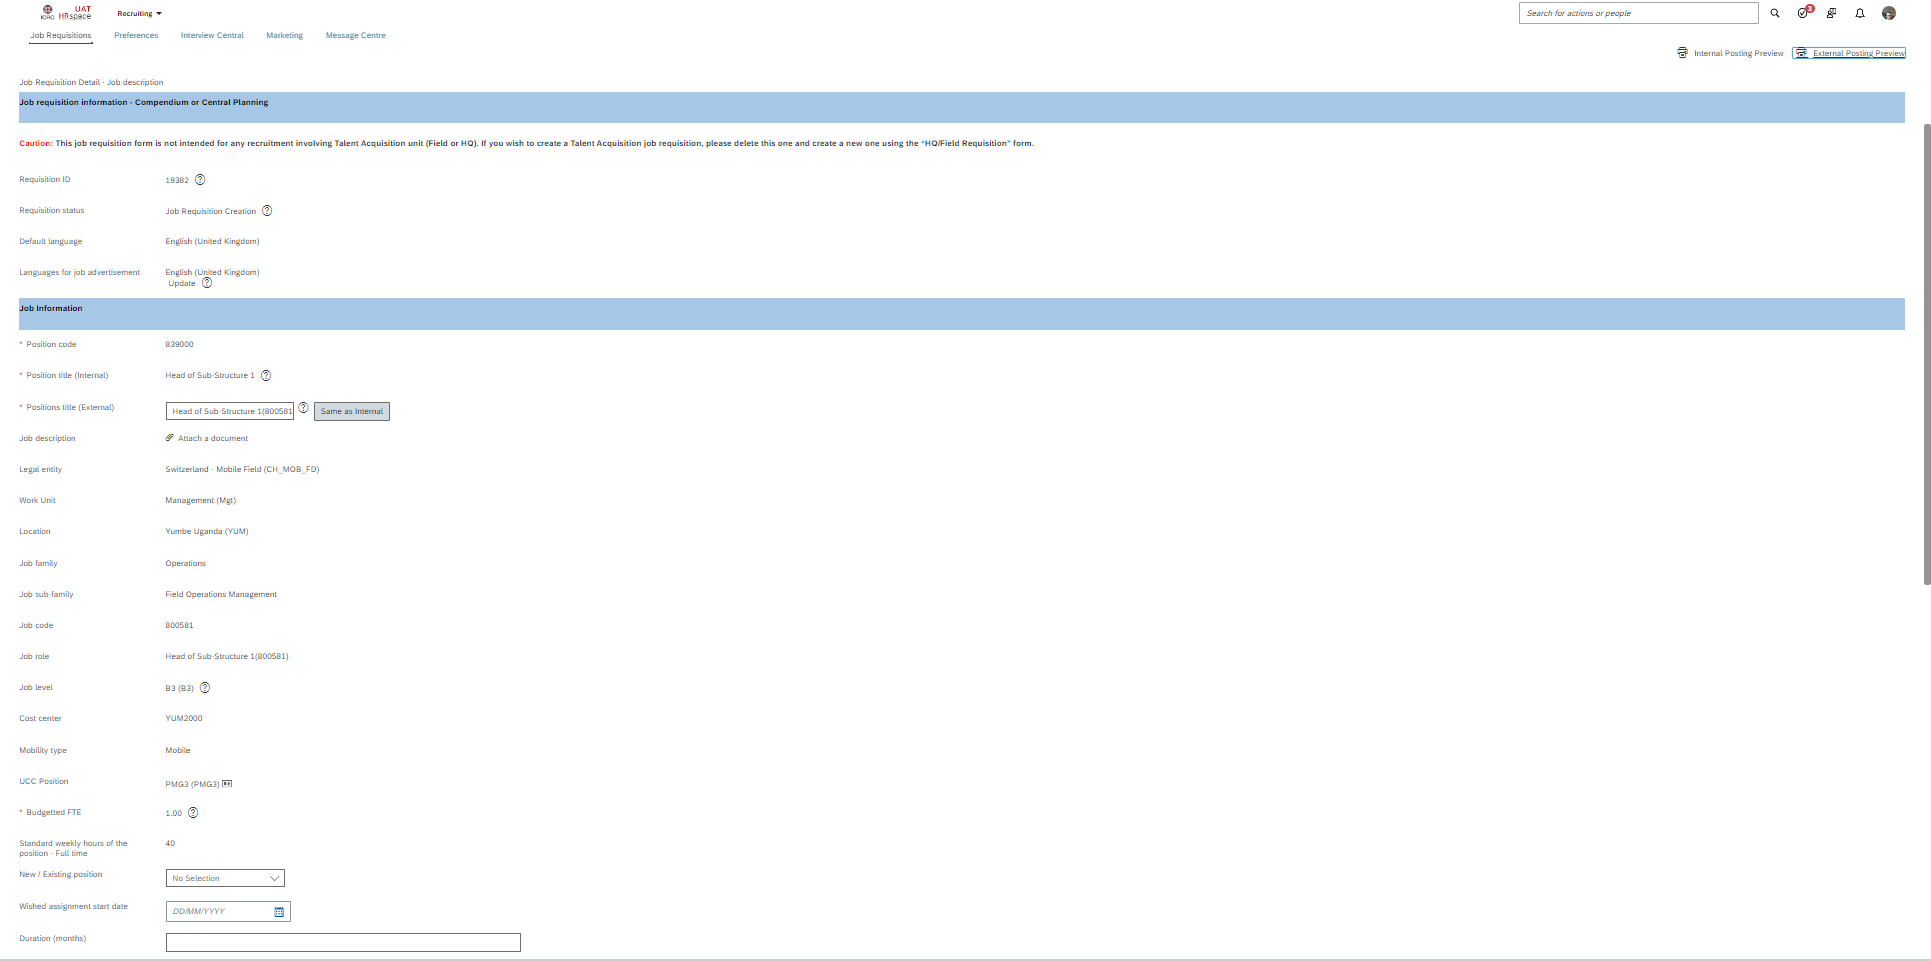 ICRC
UAT
HRspace
Recruiting
Search for actions or people
3
Job Requisitions
Preferences
Interview Central
Marketing
Message Centre
Internal Posting Preview
External Posting Preview
Job Requisition Detail - Job description
Job requisition information - Compendium or Central Planning
Caution: This job requisition form is not intended for any recruitment involving Talent Acquisition unit (Field or HQ). If you wish to create a Talent Acquisition job requisition, please delete this one and create a new one using the "HQ/Field Requisition" form.
Requisition ID
19382 ?
Requisition status
Job Requisition Creation ?
Default language
English (United Kingdom)
Languages for job advertisement
English (United Kingdom)
Update ?
Job Information
* Position code
839000
* Position title (Internal)
Head of Sub-Structure 1 ?
* Positions title (External)
Head of Sub-Structure 1(800581 ? Same as Internal
Job description
Attach a document
Legal entity
Switzerland - Mobile Field (CH_MOB_FD)
Work Unit
Management (Mgt)
Location
Yumbe Uganda (YUM)
Job family
Operations
Job sub-family
Field Operations Management
Job code
800581
Job role
Head of Sub-Structure 1(800581)
Job level
B3 (B3) ?
Cost center
YUM2000
Mobility type
Mobile
UCC Position
PMG3 (PMG3)
* Budgetted FTE
1.00 ?
Standard weekly hours of the
position - Full time
40
New / Existing position
No Selection
Wished assignment start date
DD/MM/YYYY
Duration (months)